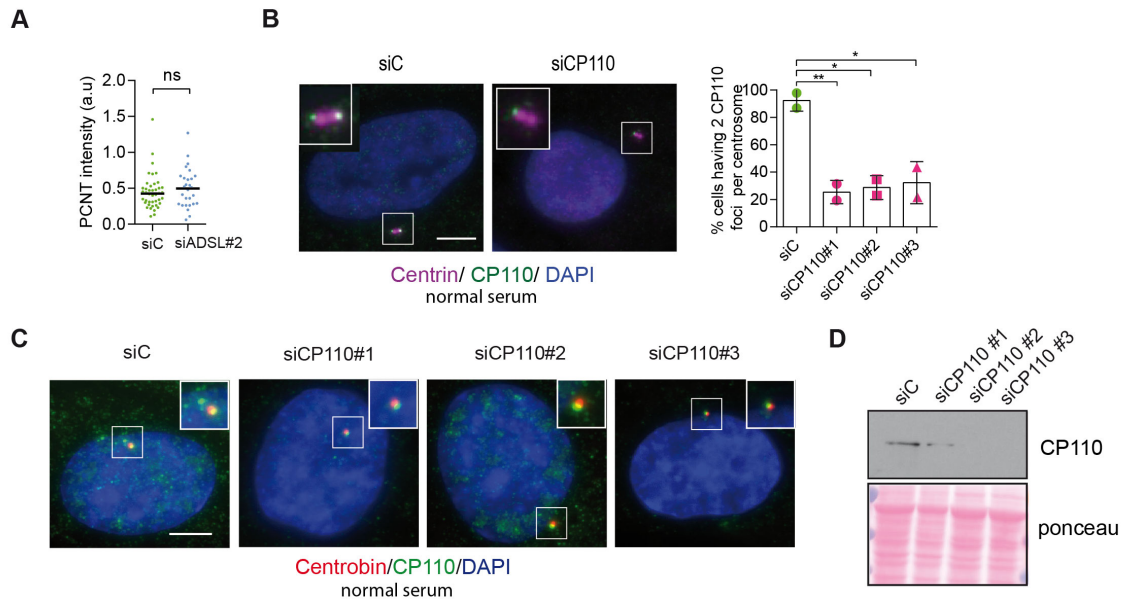 A
PCNT intensity (a.u)
2.0
1.5
1.0
0.5
0.0
ns
siC
siADSL#2
B
siC
siCP110
Centrin/ CP110/ DAPI
normal serum
% cells having 2 CP110
foci per centrosome
100
80
60
40
20
0
*
*
**
siC
siCP110#1
siCP110#2
siCP110#3
C
siC
siCP110#1
siCP110#2
siCP110#3
Centrobin/CP110/DAPI
normal serum
D
siC
siCP110 #1
siCP110 #2
siCP110 #3
CP110
ponceau